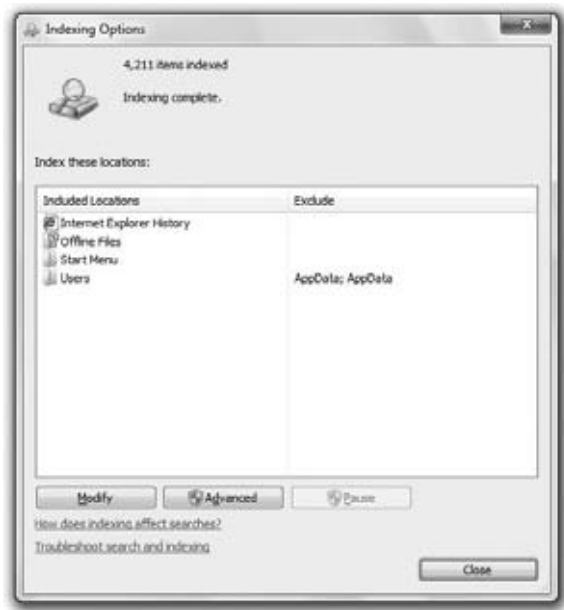 Indexing Options
4,211 items indexed
Indexing complete.
Index these locations:
Included Locations Exclude
Internet Explorer History
Offline Files
Start Menu
Users AppData; AppData
Modify Advanced Pause
How does indexing affect searches?
Troubleshoot search and indexing
Close